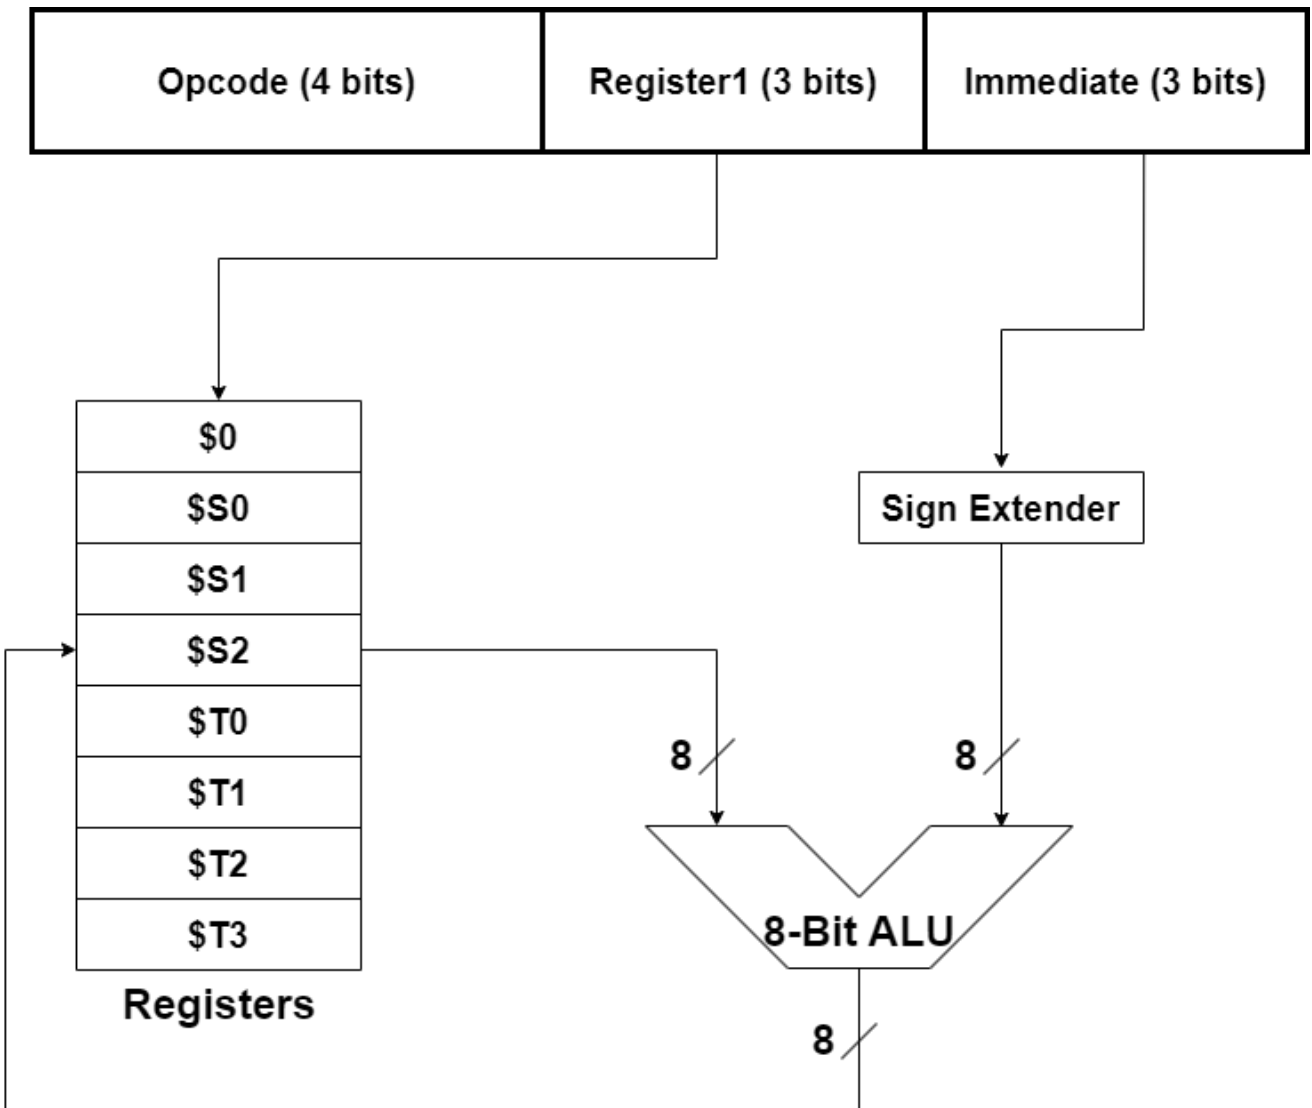 Opcode (4 bits)
Register1 (3 bits)
Immediate (3 bits)
$0
$S0
$S1
$S2
$T0
$T1
$T2
$T3
Registers
Sign Extender
8
8
8-Bit ALU
8